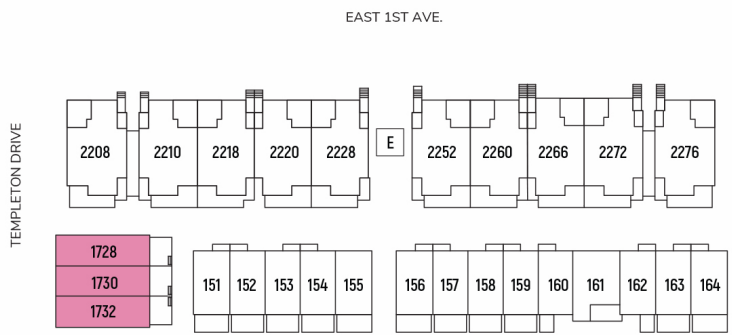 EAST 1ST AVE.
TEMPLETON DRIVE
2208 2210 2218 2220 2228 E 2252 2260 2266 2272 2276
1728
1730
1732
151 152 153 154 155 156 157 158 159 160 161 162 163 164